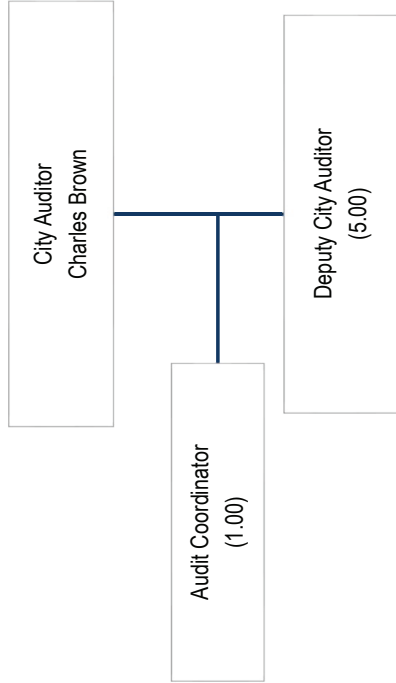 City Auditor
Charles Brown
Audit Coordinator
(1.00)
Deputy City Auditor
(5.00)